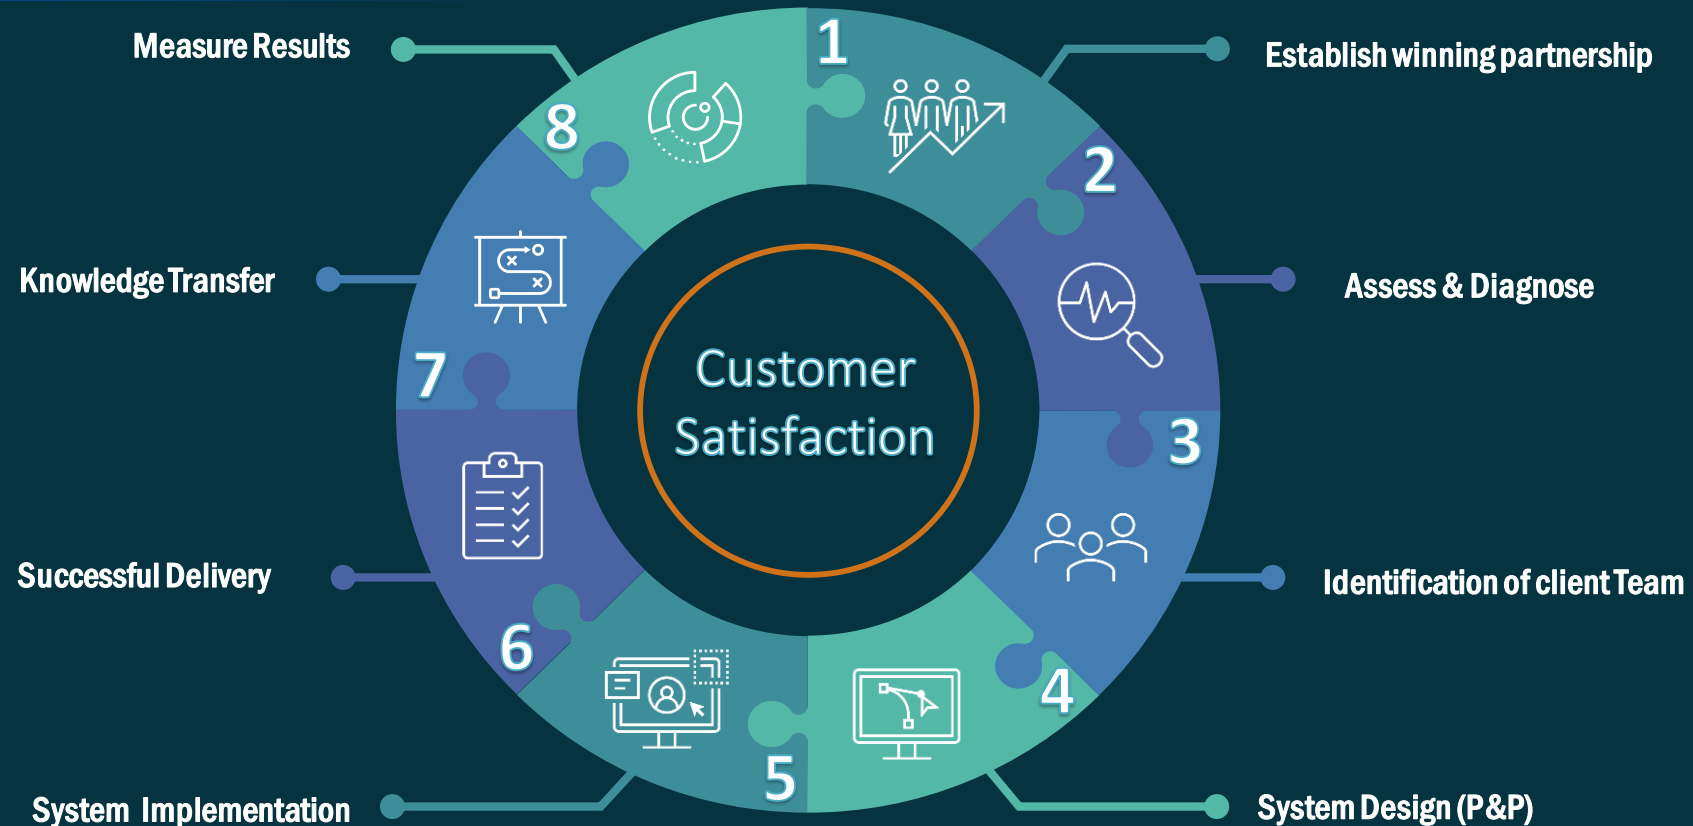 1
Establish winning partnership
2
Assess & Diagnose
3
Identification of client Team
4
System Design (P&P)
5
System Implementation
6
Successful Delivery
7
Knowledge Transfer
8
Measure Results
Customer
Satisfaction